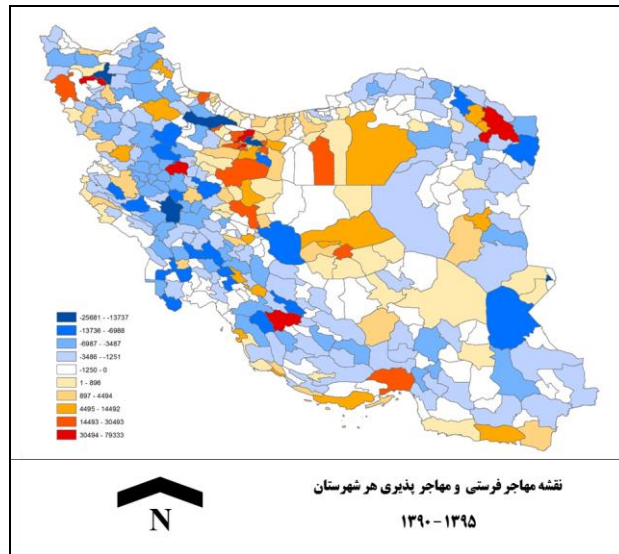 -25681 - -13737
-13736 - -6988
-6987 - -3487
-3486 - -1251
-1250 - 0
1 - 896
897 - 4494
4495 - 14492
14493 - 30493
30494 - 79333
نقشه مهاجر فرستی و مهاجر پذیری هر شهرستان
۱۳۹۰-۱۳۹۵
N